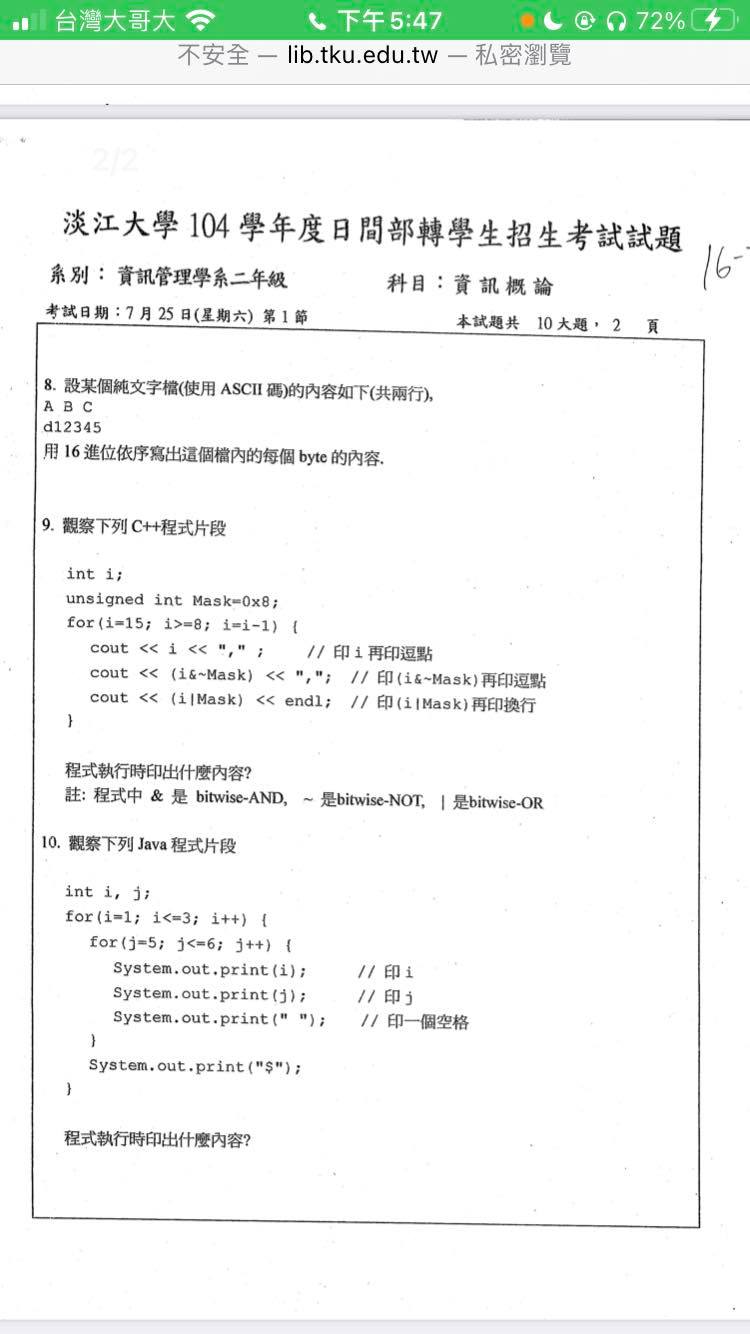 台灣大哥大 下午5:47 72%
不安全 — lib.tku.edu.tw — 私密瀏覽
2/2
淡江大學 104 學年度日間部轉學生招生考試試題
系別：資訊管理學系二年級 科目：資訊概論
16-
考試日期：7 月 25 日(星期六) 第 1 節 本試題共 10 大題， 2 頁
8. 設某個純文字檔(使用 ASCII 碼)的內容如下(共兩行),
A B C
d12345
用 16 進位依序寫出這個檔內的每個 byte 的內容.
9. 觀察下列 C++程式片段
int i;
unsigned int Mask=0x8;
for(i=15; i>=8; i=i-1) {
cout << i << "," ; // 印 i 再印逗點
cout << (i&~Mask) << ","; // 印(i&~Mask)再印逗點
cout << (i|Mask) << endl; // 印(i|Mask)再印換行
}
程式執行時印出什麼內容?
註: 程式中 & 是 bitwise-AND, ~ 是bitwise-NOT, | 是bitwise-OR
10. 觀察下列 Java 程式片段
int i, j;
for(i=1; i<=3; i++) {
for(j=5; j<=6; j++) {
System.out.print(i); // 印 i
System.out.print(j); // 印 j
System.out.print(" "); // 印一個空格
}
System.out.print("$");
}
程式執行時印出什麼內容?